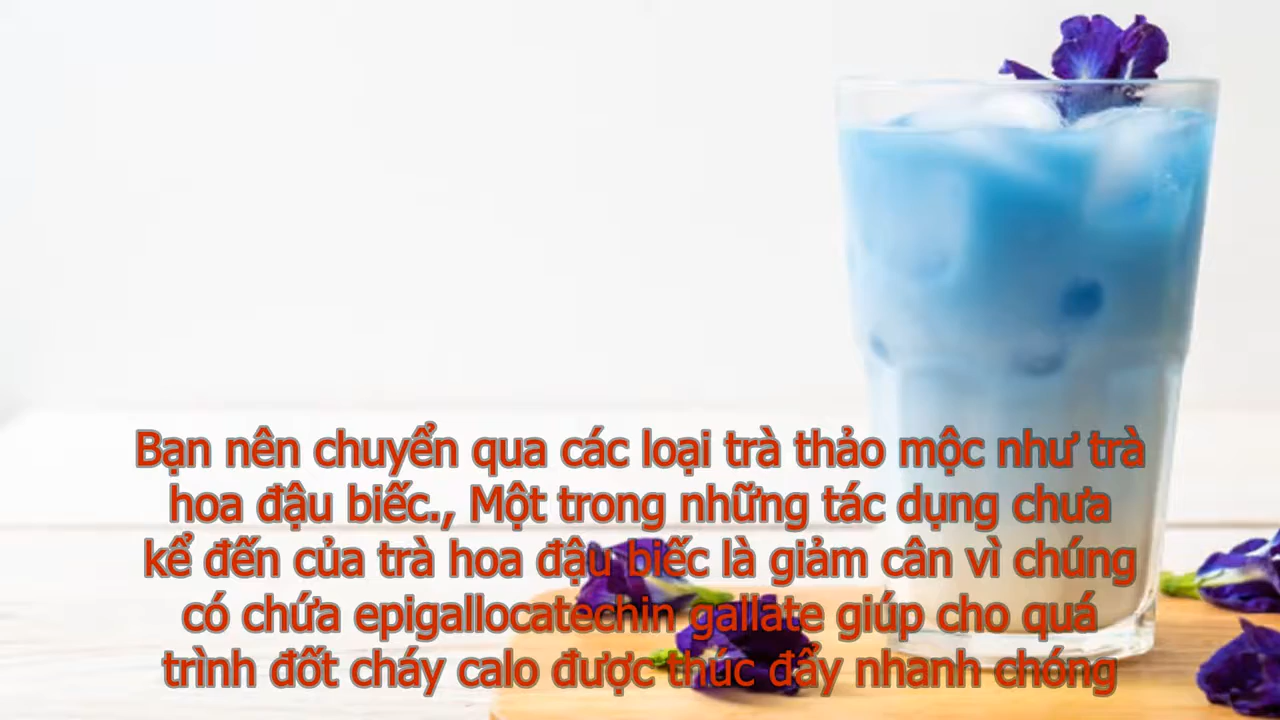 Bạn nên chuyển qua các loại trà thảo mộc như trà
hoa đậu biếc., Một trong những tác dụng chưa
kể đến của trà hoa đậu biếc là giảm cân vì chúng
có chứa epigallocatechin gallate giúp cho quá
trình đốt cháy calo được thúc đẩy nhanh chóng